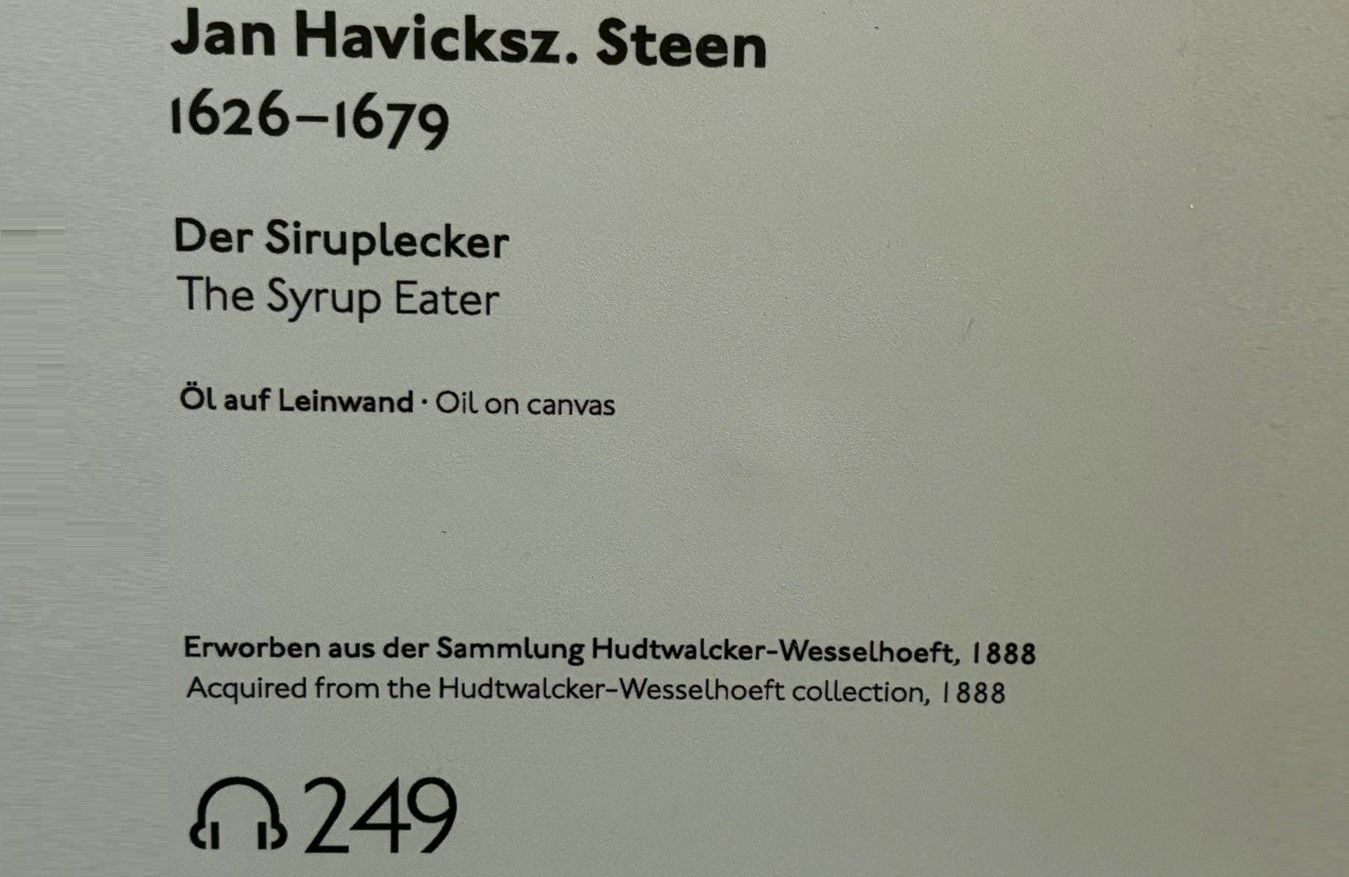 Jan Havicksz. Steen
1626–1679
Der Siruplecker
The Syrup Eater
Öl auf Leinwand · Oil on canvas
Erworben aus der Sammlung Hudtwalcker-Wesselhoeft, 1888
Acquired from the Hudtwalcker-Wesselhoeft collection, 1888
249